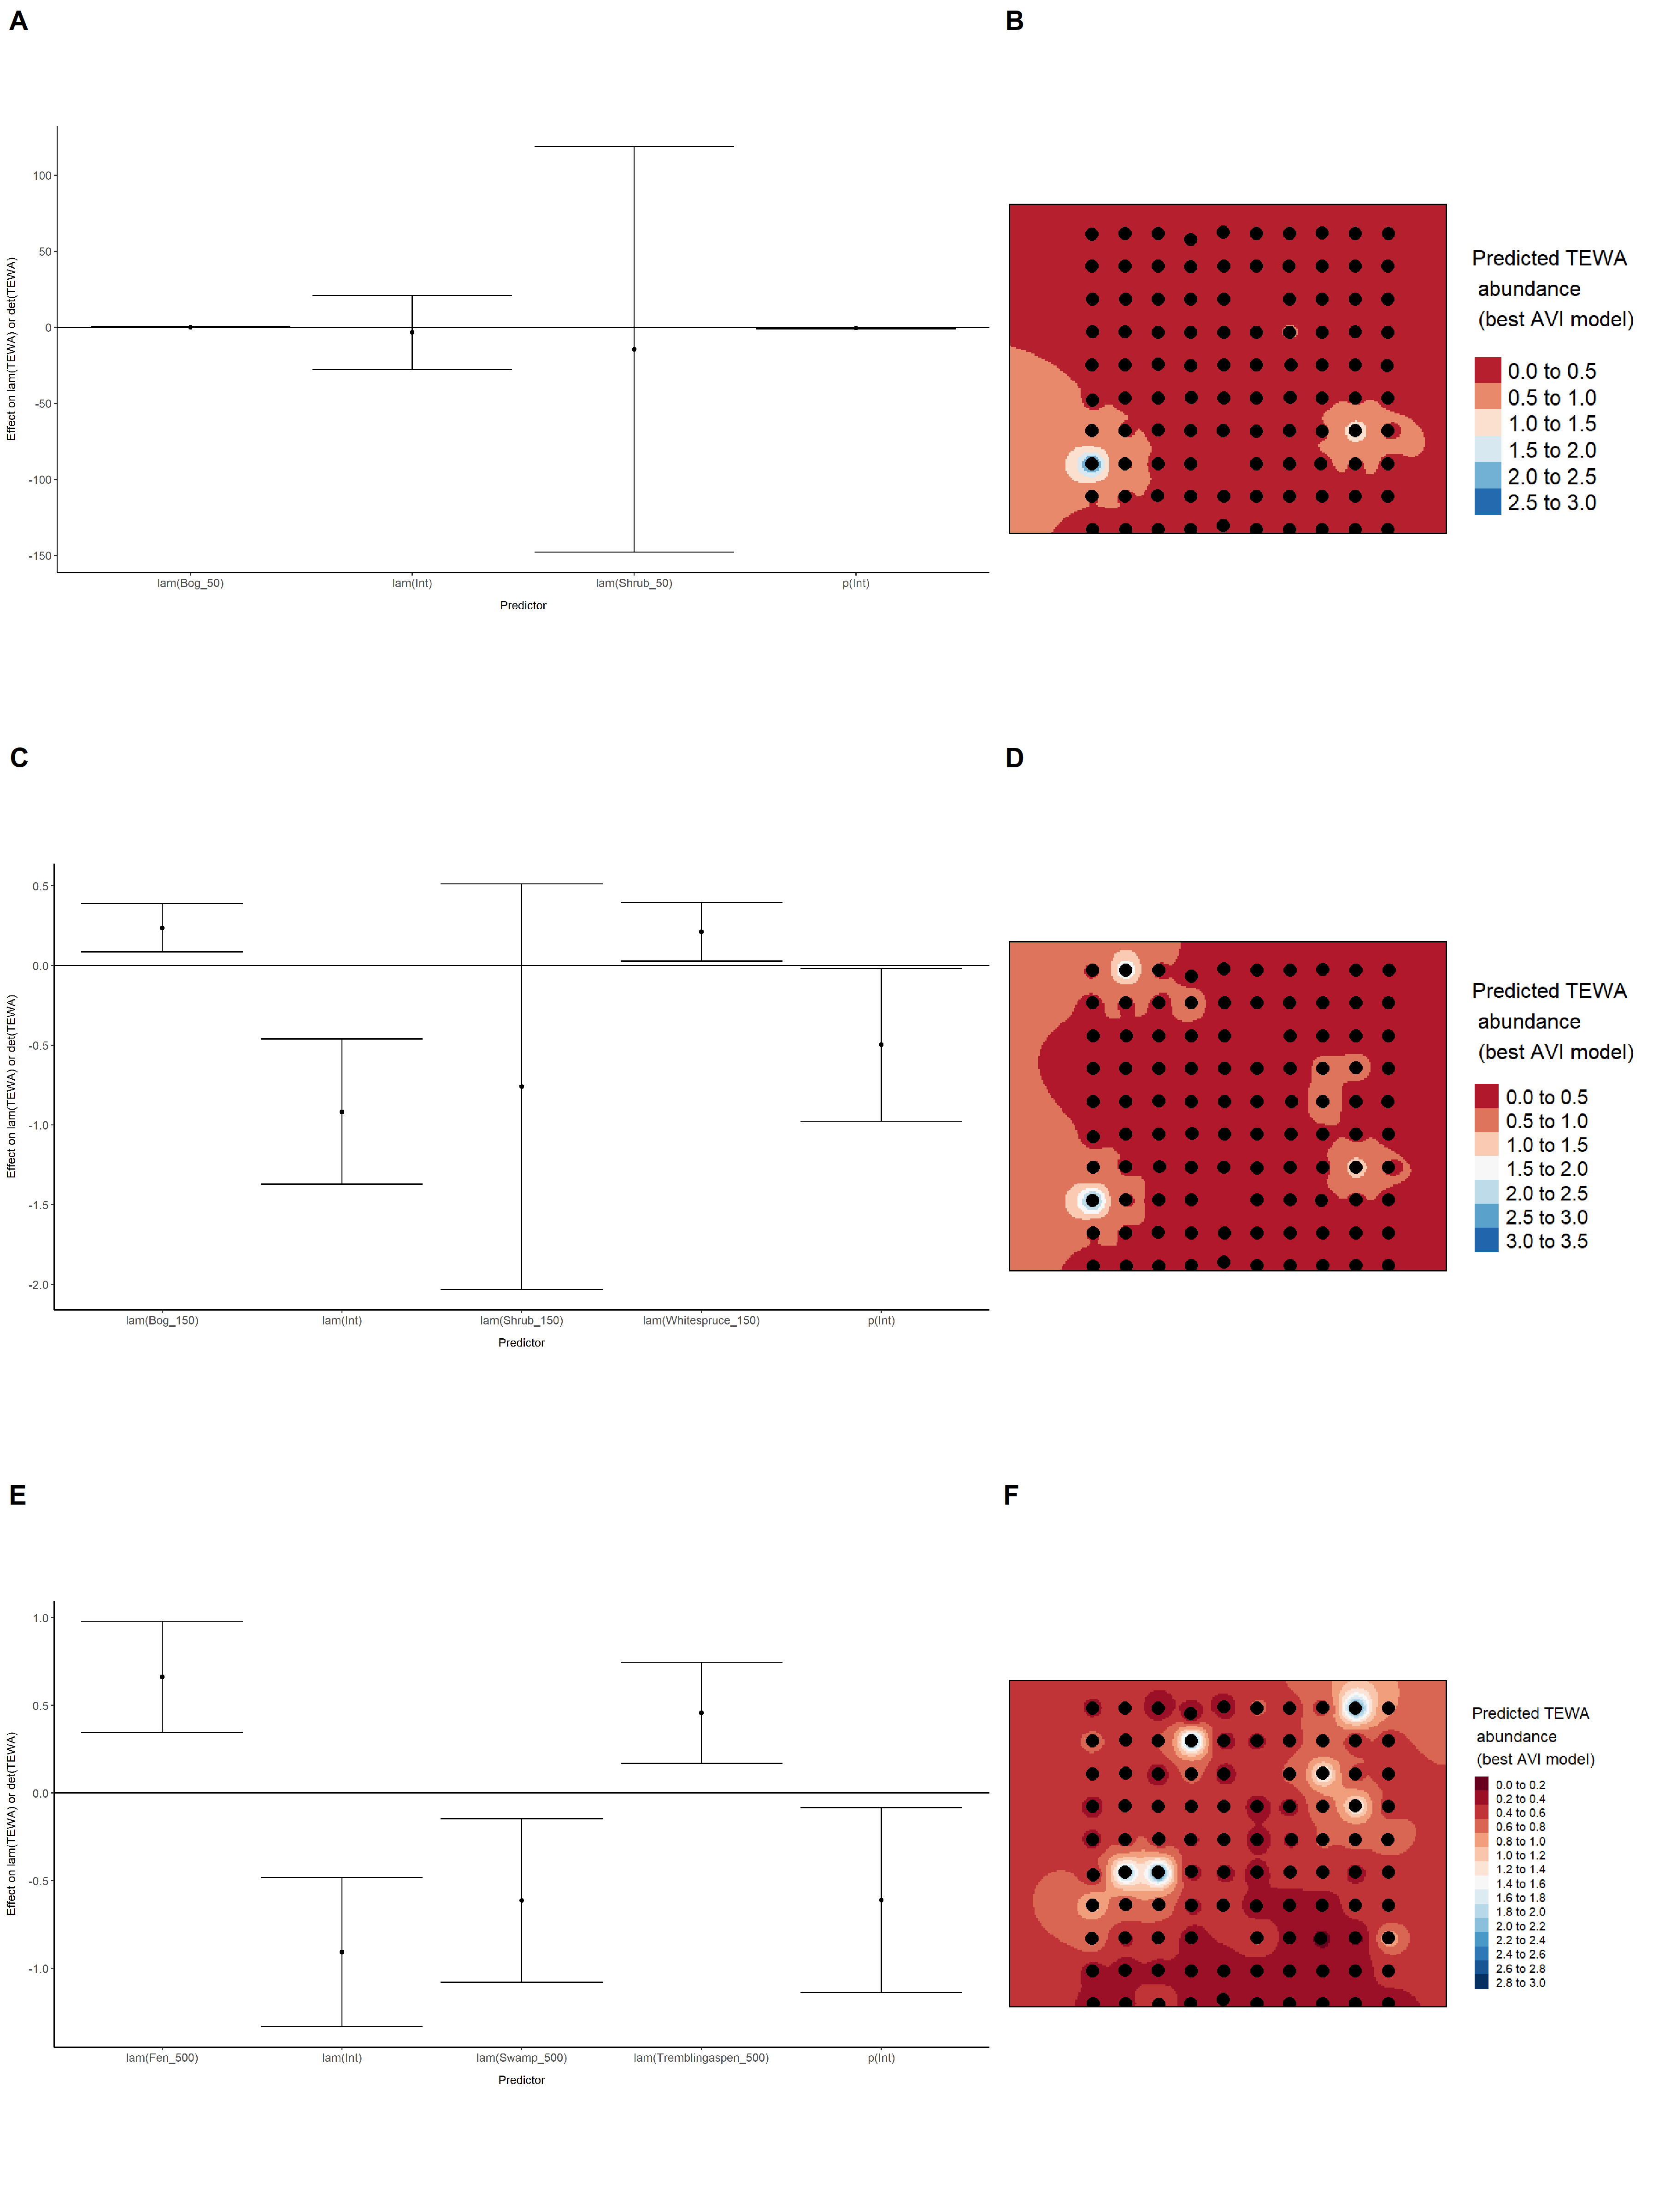 A
Effect on lam(TEWA) or det(TEWA)
100
50
0
-50
-100
-150
lam(Bog_50)
lam(Int)
lam(Shrub_50)
p(Int)
Predictor
B
Predicted TEWA
abundance
(best AVI model)
0.0 to 0.5
0.5 to 1.0
1.0 to 1.5
1.5 to 2.0
2.0 to 2.5
2.5 to 3.0
C
Effect on lam(TEWA) or det(TEWA)
0.5
0.0
-0.5
-1.0
-1.5
-2.0
lam(Bog_150)
lam(Int)
lam(Shrub_150)
lam(Whitespruce_150)
p(Int)
Predictor
D
Predicted TEWA
abundance
(best AVI model)
0.0 to 0.5
0.5 to 1.0
1.0 to 1.5
1.5 to 2.0
2.0 to 2.5
2.5 to 3.0
3.0 to 3.5
E
Effect on lam(TEWA) or det(TEWA)
1.0
0.5
0.0
-0.5
-1.0
lam(Fen_500)
lam(Int)
lam(Swamp_500)
lam(Tremblingaspen_500)
p(Int)
Predictor
F
Predicted TEWA
abundance
(best AVI model)
0.0 to 0.2
0.2 to 0.4
0.4 to 0.6
0.6 to 0.8
0.8 to 1.0
1.0 to 1.2
1.2 to 1.4
1.4 to 1.6
1.6 to 1.8
1.8 to 2.0
2.0 to 2.2
2.2 to 2.4
2.4 to 2.6
2.6 to 2.8
2.8 to 3.0